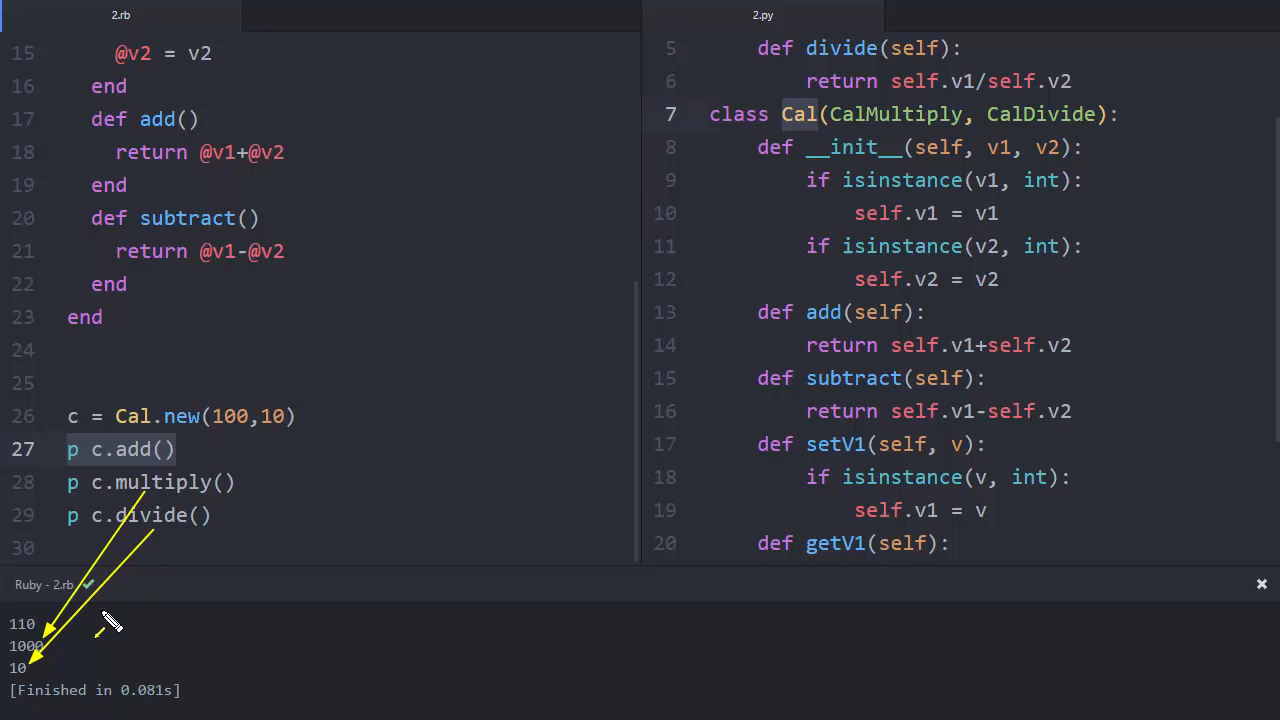 2.rb
15 @v2 = v2
16 end
17 def add()
18 return @v1+@v2
19 end
20 def subtract()
21 return @v1-@v2
22 end
23 end
24
25
26 c = Cal.new(100,10)
27 p c.add()
28 p c.multiply()
29 p c.divide()
30
2.py
5 def divide(self):
6 return self.v1/self.v2
7 class Cal(CalMultiply, CalDivide):
8 def __init__(self, v1, v2):
9 if isinstance(v1, int):
10 self.v1 = v1
11 if isinstance(v2, int):
12 self.v2 = v2
13 def add(self):
14 return self.v1+self.v2
15 def subtract(self):
16 return self.v1-self.v2
17 def setV1(self, v):
18 if isinstance(v, int):
19 self.v1 = v
20 def getV1(self):
Ruby - 2.rb
110
1000
10
[Finished in 0.081s]